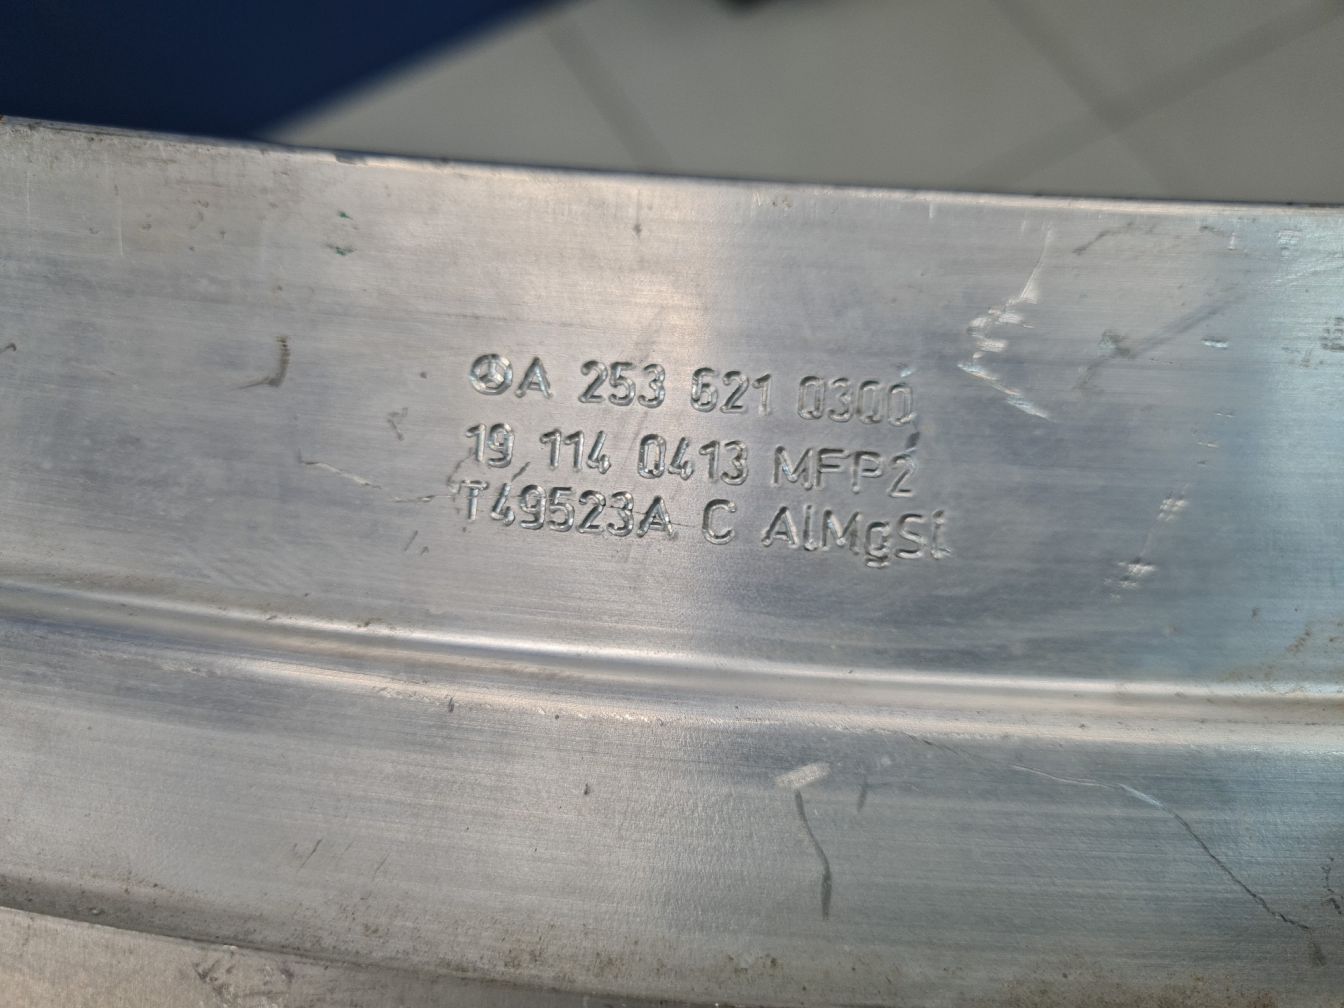 A 253 621 0300
19 114 0413 MFP2
T49523A C AlMgSi